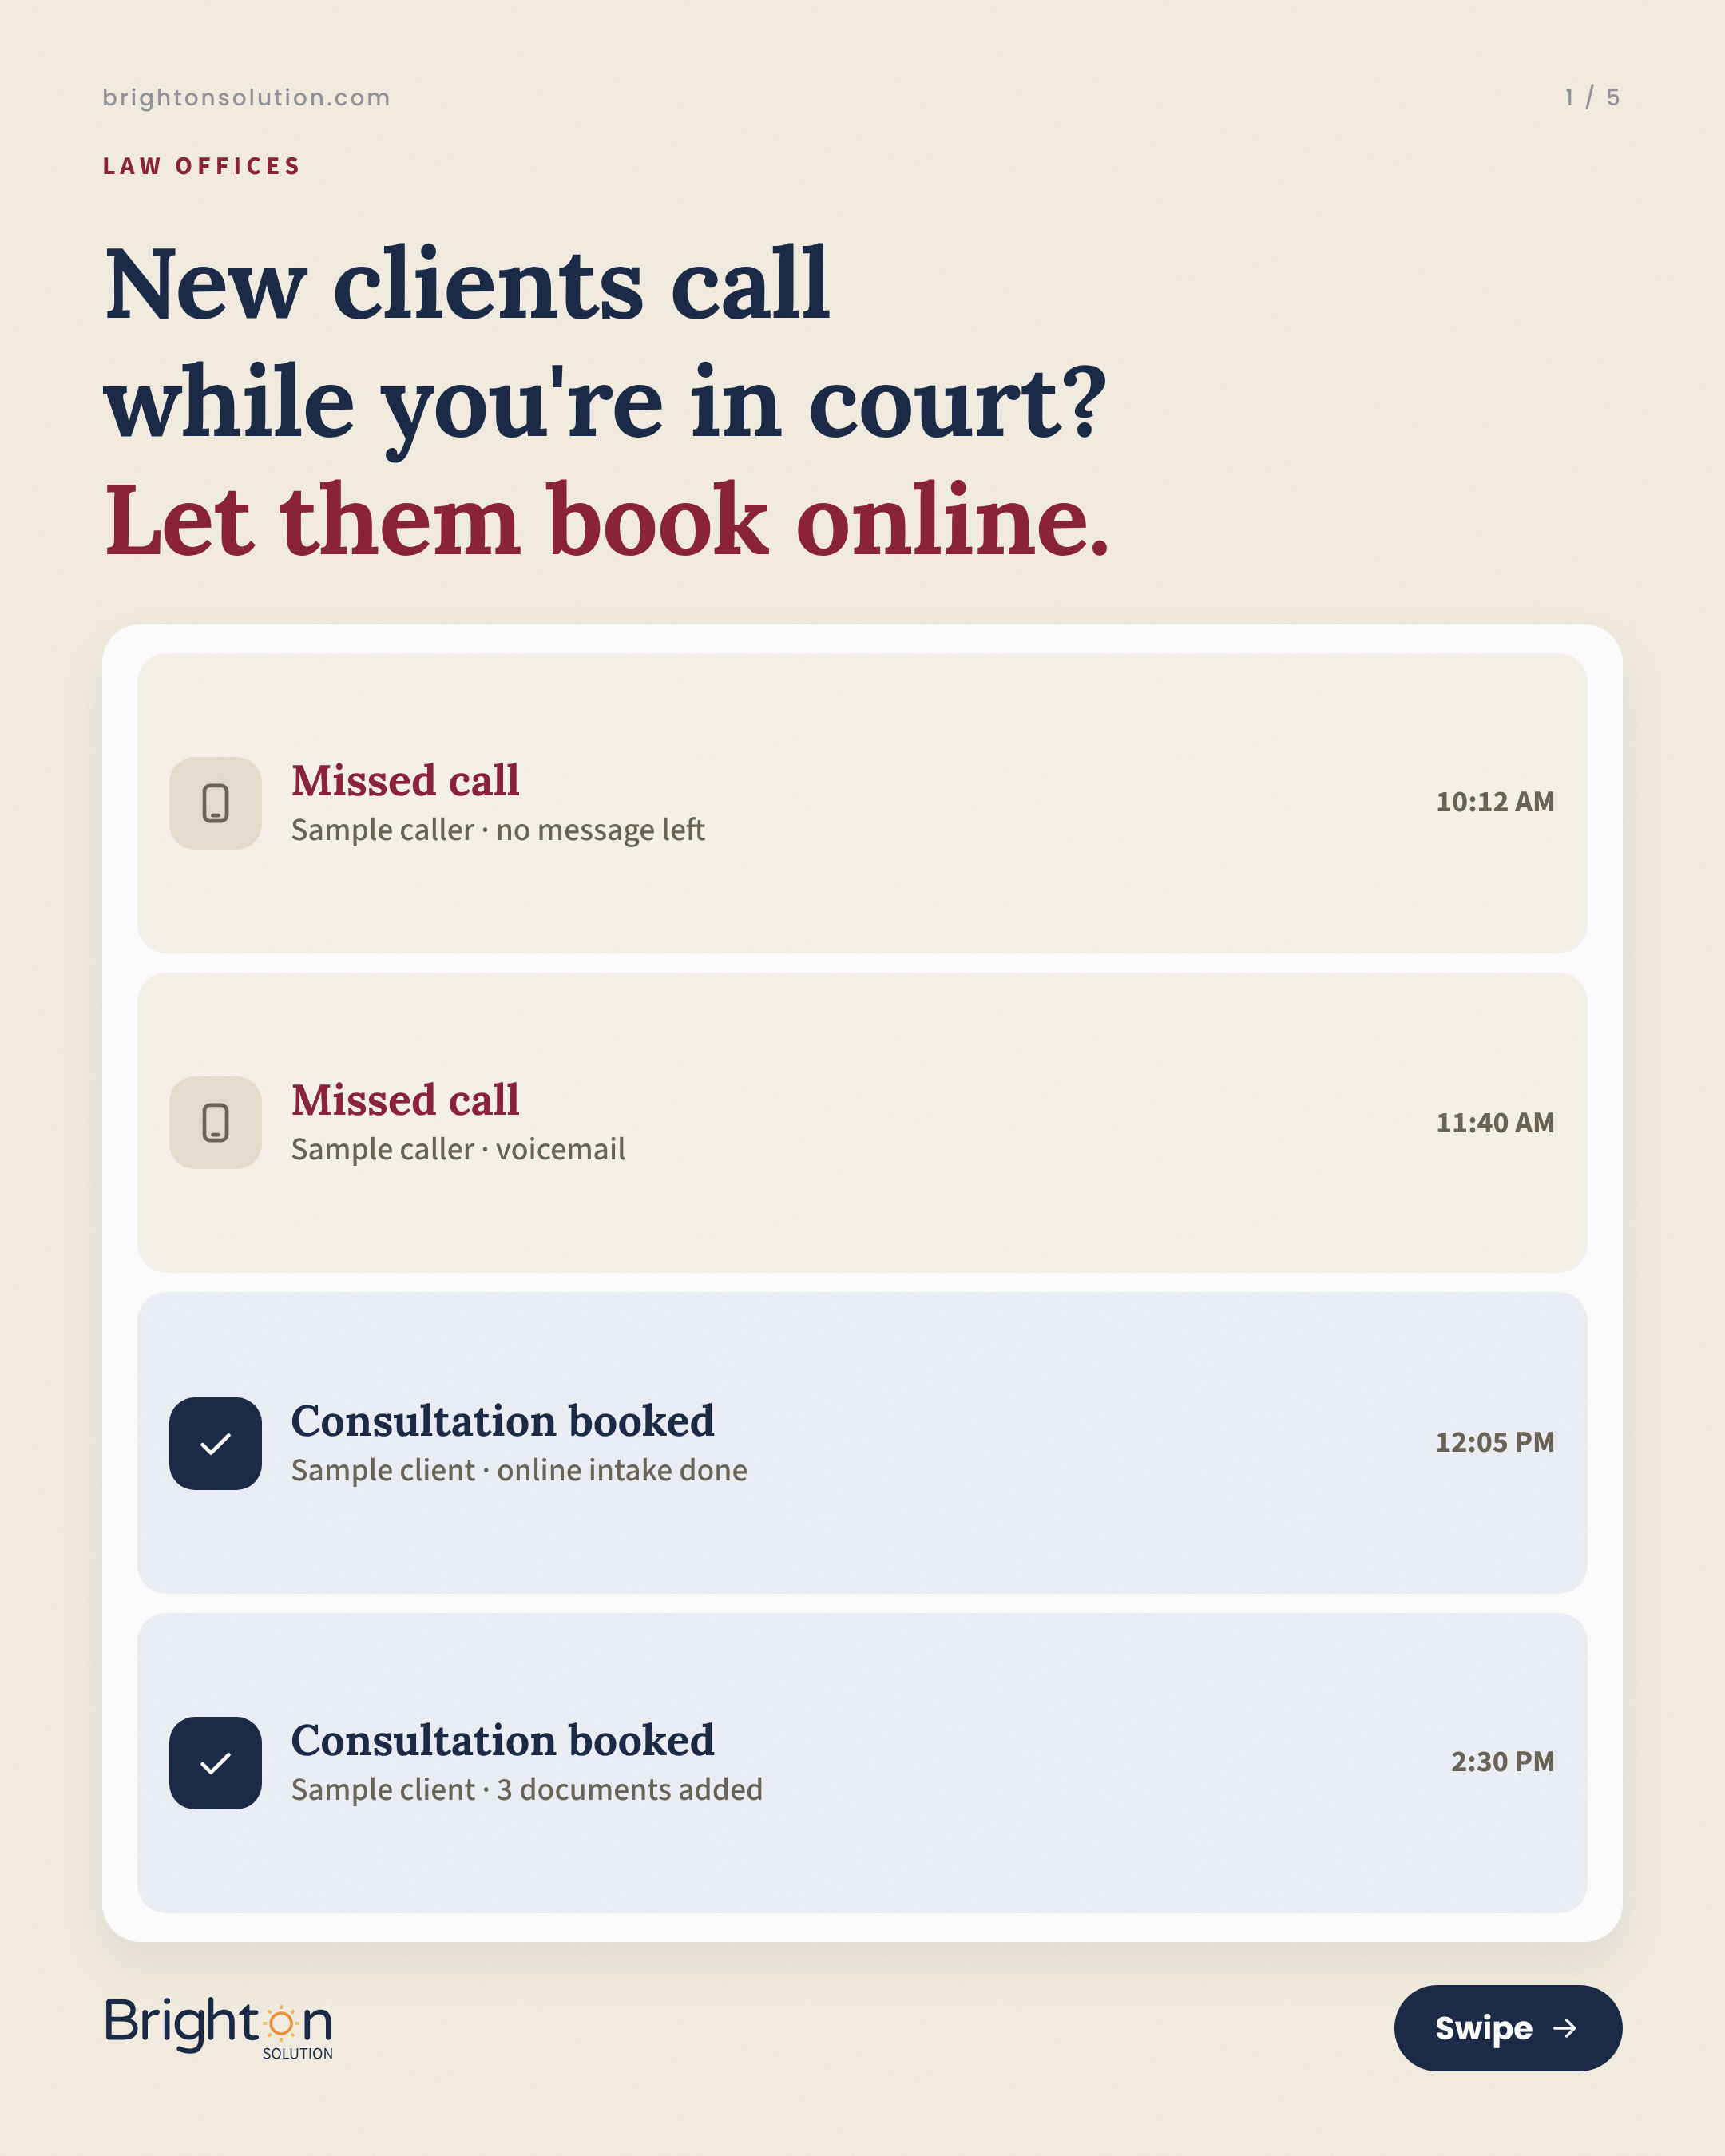 brightonsolution.com
1 / 5
LAW OFFICES
New clients call
while you're in court?
Let them book online.
Missed call
Sample caller · no message left
10:12 AM
Missed call
Sample caller · voicemail
11:40 AM
Consultation booked
Sample client · online intake done
12:05 PM
Consultation booked
Sample client · 3 documents added
2:30 PM
Brighton
SOLUTION
Swipe →